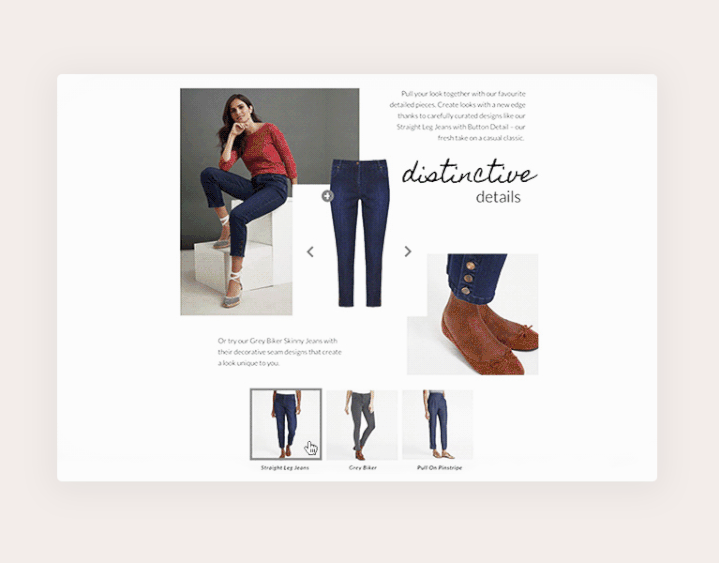 Pull your look together with our favourite
detailed pieces. Create looks with a new edge
thanks to carefully curated designs like our
Straight Leg Jeans with Button Detail – our
fresh take on a casual classic.
distinctive
details
Or try our Grey Biker Skinny Jeans with
their decorative seam designs that create
a look unique to you.
Straight Leg Jeans
Grey Biker
Pull On Pinstripe